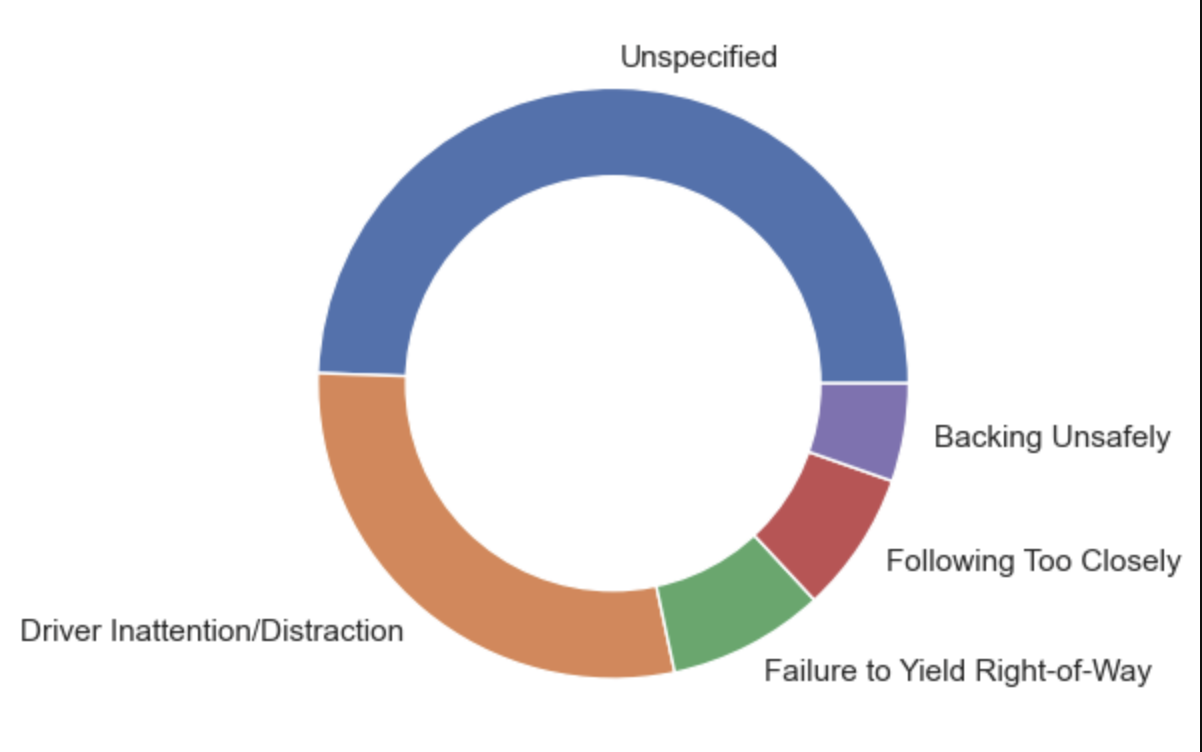 Unspecified
Backing Unsafely
Following Too Closely
Driver Inattention/Distraction
Failure to Yield Right-of-Way